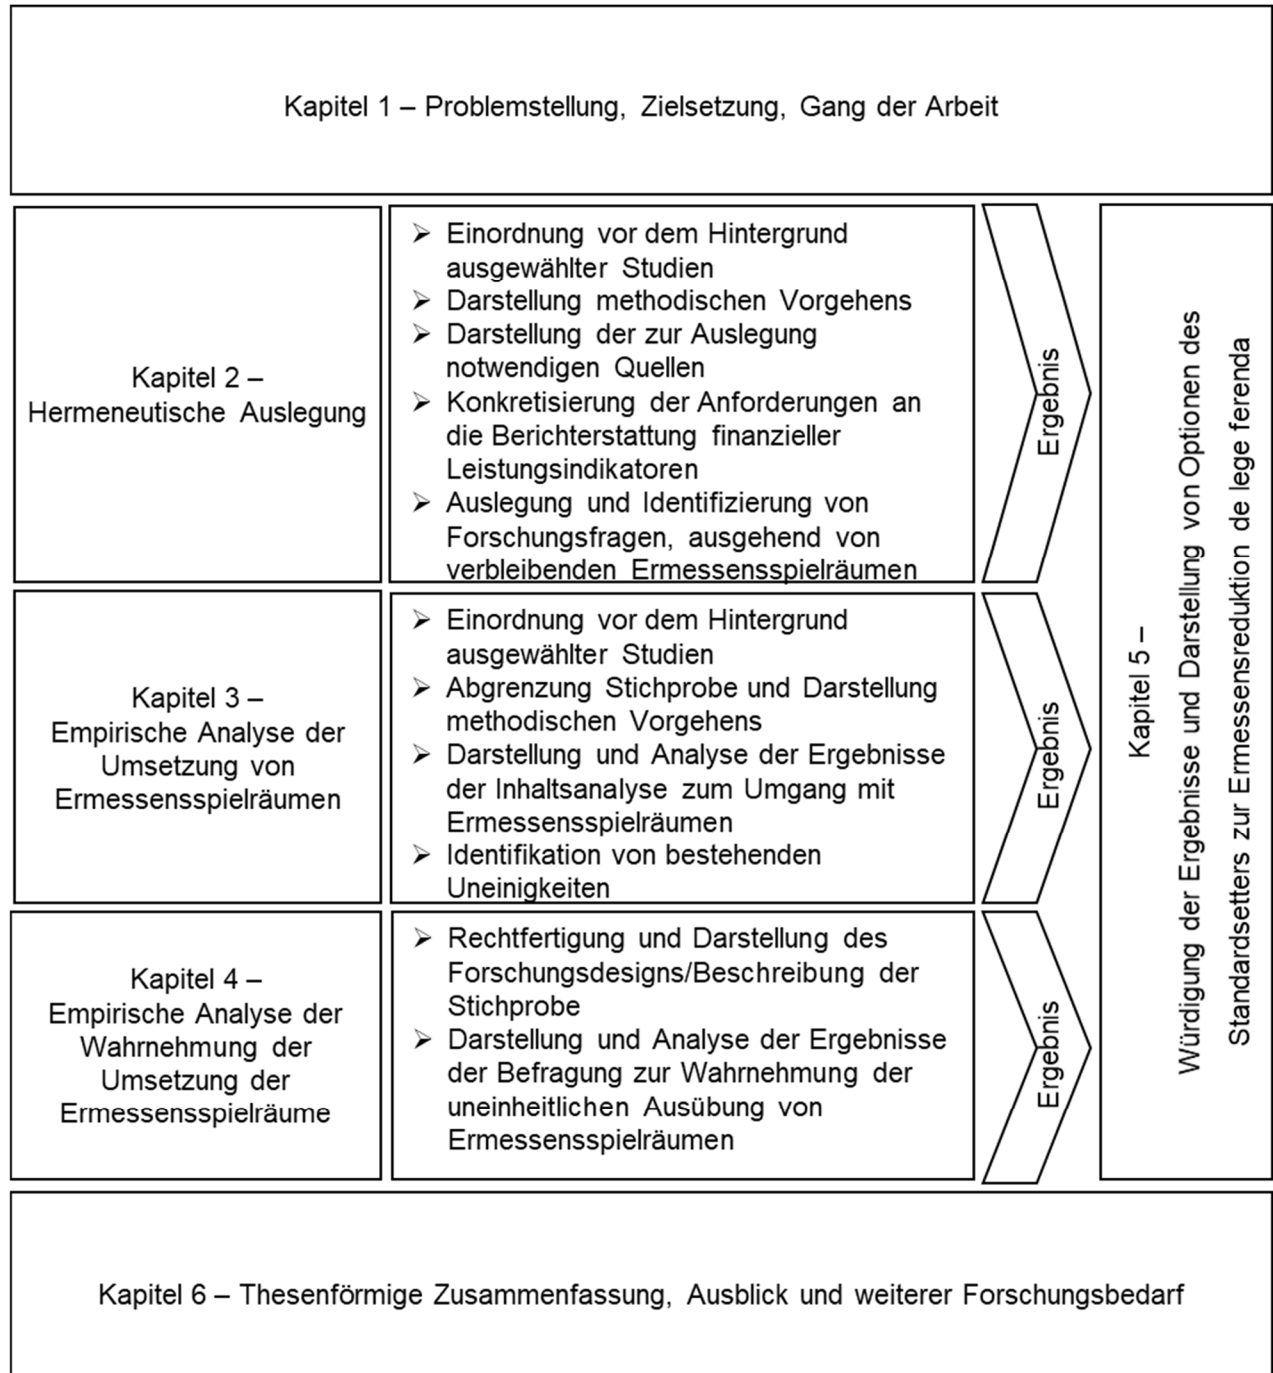 Kapitel 1 – Problemstellung, Zielsetzung, Gang der Arbeit
Kapitel 2 –
Hermeneutische Auslegung
➢ Einordnung vor dem Hintergrund
ausgewählter Studien
➢ Darstellung methodischen Vorgehens
➢ Darstellung der zur Auslegung
notwendigen Quellen
➢ Konkretisierung der Anforderungen an
die Berichterstattung finanzieller
Leistungsindikatoren
➢ Auslegung und Identifizierung von
Forschungsfragen, ausgehend von
verbleibenden Ermessensspielräumen
Ergebnis
Kapitel 3 –
Empirische Analyse der
Umsetzung von
Ermessensspielräumen
➢ Einordnung vor dem Hintergrund
ausgewählter Studien
➢ Abgrenzung Stichprobe und Darstellung
methodischen Vorgehens
➢ Darstellung und Analyse der Ergebnisse
der Inhaltsanalyse zum Umgang mit
Ermessensspielräumen
➢ Identifikation von bestehenden
Uneinigkeiten
Ergebnis
Kapitel 4 –
Empirische Analyse der
Wahrnehmung der
Umsetzung der
Ermessensspielräume
➢ Rechtfertigung und Darstellung des
Forschungsdesigns/Beschreibung der
Stichprobe
➢ Darstellung und Analyse der Ergebnisse
der Befragung zur Wahrnehmung der
uneinheitlichen Ausübung von
Ermessensspielräumen
Ergebnis
Kapitel 5 –
Würdigung der Ergebnisse und Darstellung von Optionen des
Standardsetters zur Ermessensreduktion de lege ferenda
Kapitel 6 – Thesenförmige Zusammenfassung, Ausblick und weiterer Forschungsbedarf